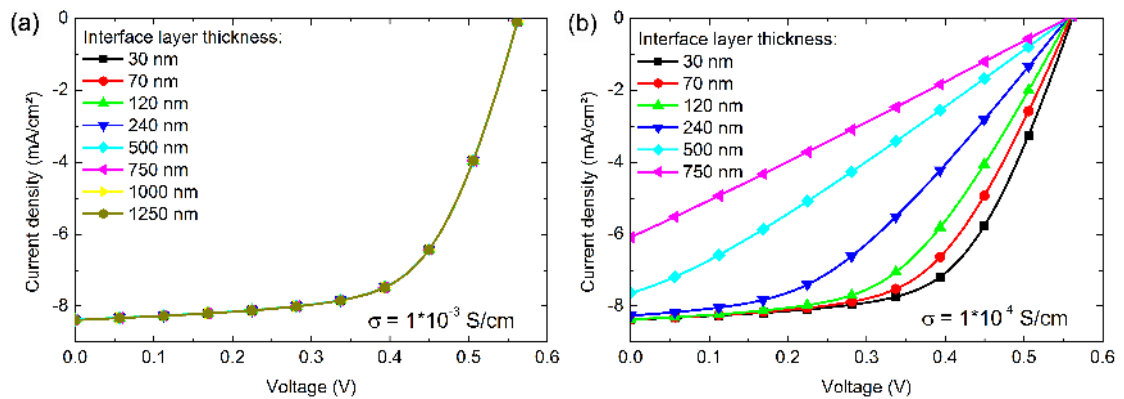 (a)
Current density (mA/cm²)
0
-2
-4
-6
-8
Interface layer thickness:
30 nm
70 nm
120 nm
240 nm
500 nm
750 nm
1000 nm
1250 nm
σ = 1*10⁻³ S/cm
0.0 0.1 0.2 0.3 0.4 0.5 0.6
Voltage (V)
(b)
Current density (mA/cm²)
0
-2
-4
-6
-8
Interface layer thickness:
30 nm
70 nm
120 nm
240 nm
500 nm
750 nm
σ = 1*10⁻⁴ S/cm
0.0 0.1 0.2 0.3 0.4 0.5 0.6
Voltage (V)